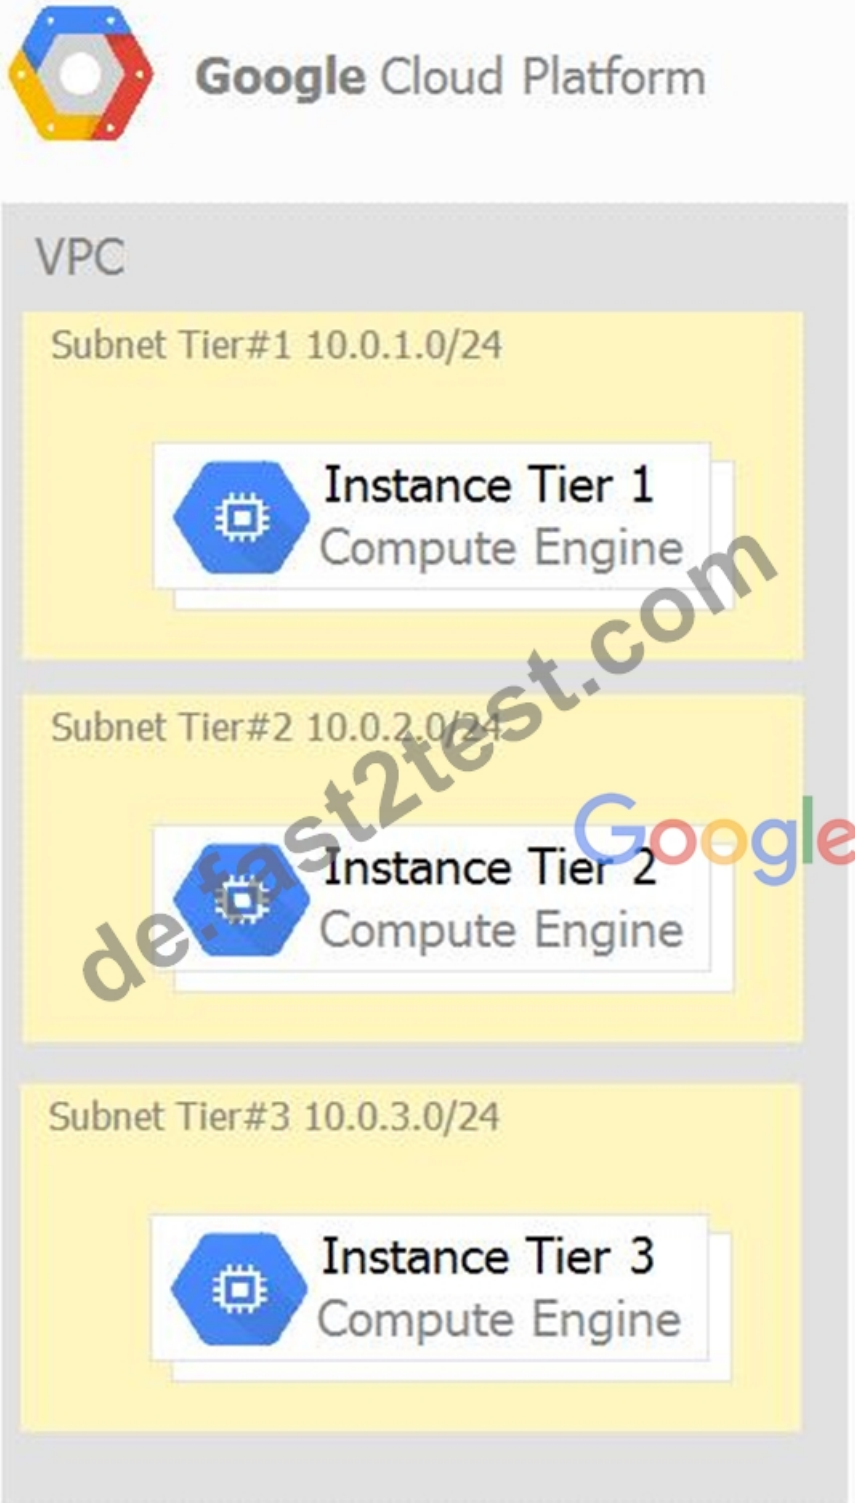 Google Cloud Platform
VPC
Subnet Tier#1 10.0.1.0/24
Instance Tier 1
Compute Engine
Subnet Tier#2 10.0.2.0/24
de.fast2test.com
Google
Instance Tier 2
Compute Engine
Subnet Tier#3 10.0.3.0/24
Instance Tier 3
Compute Engine